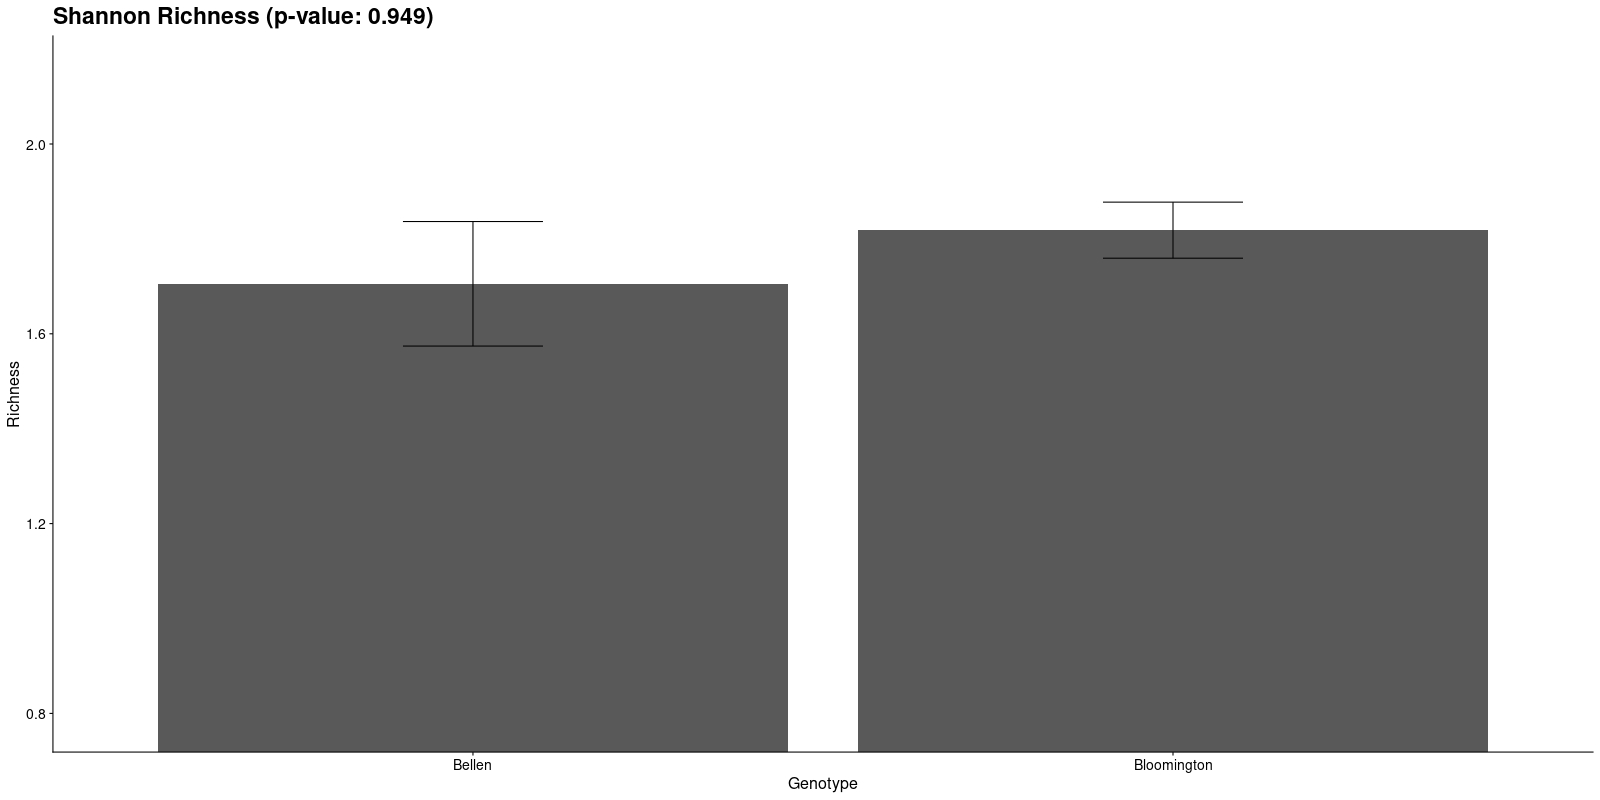 Shannon Richness (p-value: 0.949)
2.0
1.6
1.2
0.8
Richness
Bellen
Bloomington
Genotype